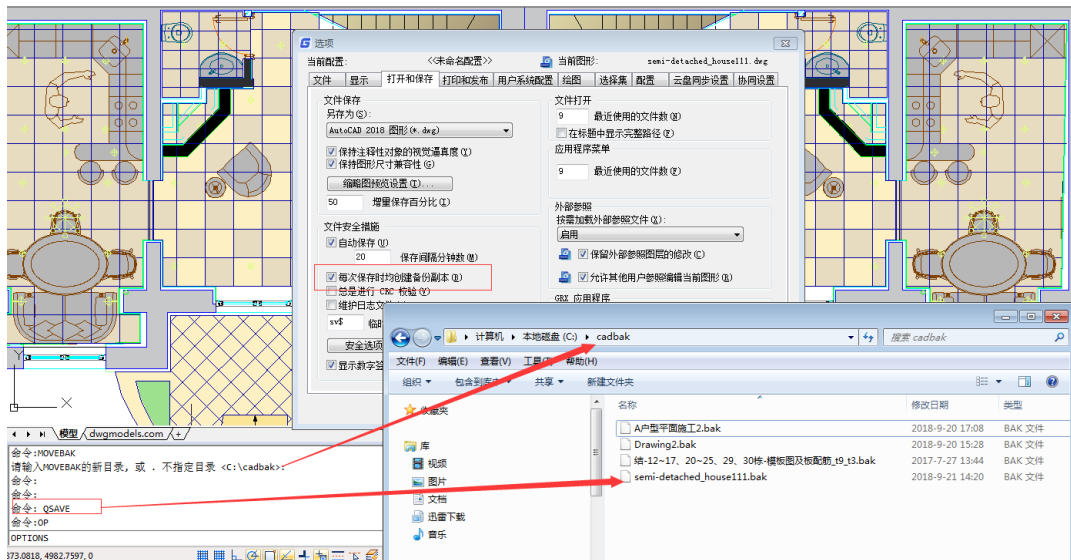 选项
当前配置: <<未命名配置>> 当前图形: semi-detached_house111.dwg
文件 显示 打开和保存 打印和发布 用户系统配置 绘图 选择集 配置 云盘同步设置 协同设置
文件保存
另存为(S):
AutoCAD 2018 图形(*.dwg)
保持注释性对象的视觉逼真度(Y)
保持图形尺寸兼容性(G)
缩略图预览设置(T)...
50 增量保存百分比(I)
文件安全措施
自动保存(U)
20 保存间隔分钟数(M)
每次保存时均创建备份副本(B)
总是进行 CRC 校验(V)
维护日志文
sv$ 临时
安全选项
显示数字签
文件打开
9 最近使用的文件数(N)
在标题中显示完整路径(F)
应用程序菜单
9 最近使用的文件数(P)
外部参照
按需加载外部参照文件(X):
启用
保留外部参照图层的修改(C)
允许其他用户参照编辑当前图形(R)
GRX 应用程序
计算机 本地磁盘 (C:) cadbak
搜索 cadbak
文件(F) 编辑(E) 查看(V) 工具(T) 帮助(H)
组织 包含到库中 共享 新建文件夹
收藏夹
库
视频
图片
文档
迅雷下载
音乐
名称 修改日期 类型
A户型平面施工2.bak 2018-9-20 17:08 BAK 文件
Drawing2.bak 2018-9-20 15:28 BAK 文件
结-12~17、20~25、29、30栋-模板图及板配筋_t9_t3.bak 2017-7-27 13:44 BAK 文件
semi-detached_house111.bak 2018-9-21 14:20 BAK 文件
Y
X
模型 dwgmodels.com +
命令:MOVEBAK
请输入MOVEBAK的新目录，或 . 不指定目录 <C:\cadbak>:
命令:
命令:
命令: QSAVE
命令:OP
OPTIONS
373.0818, 4982.7597, 0